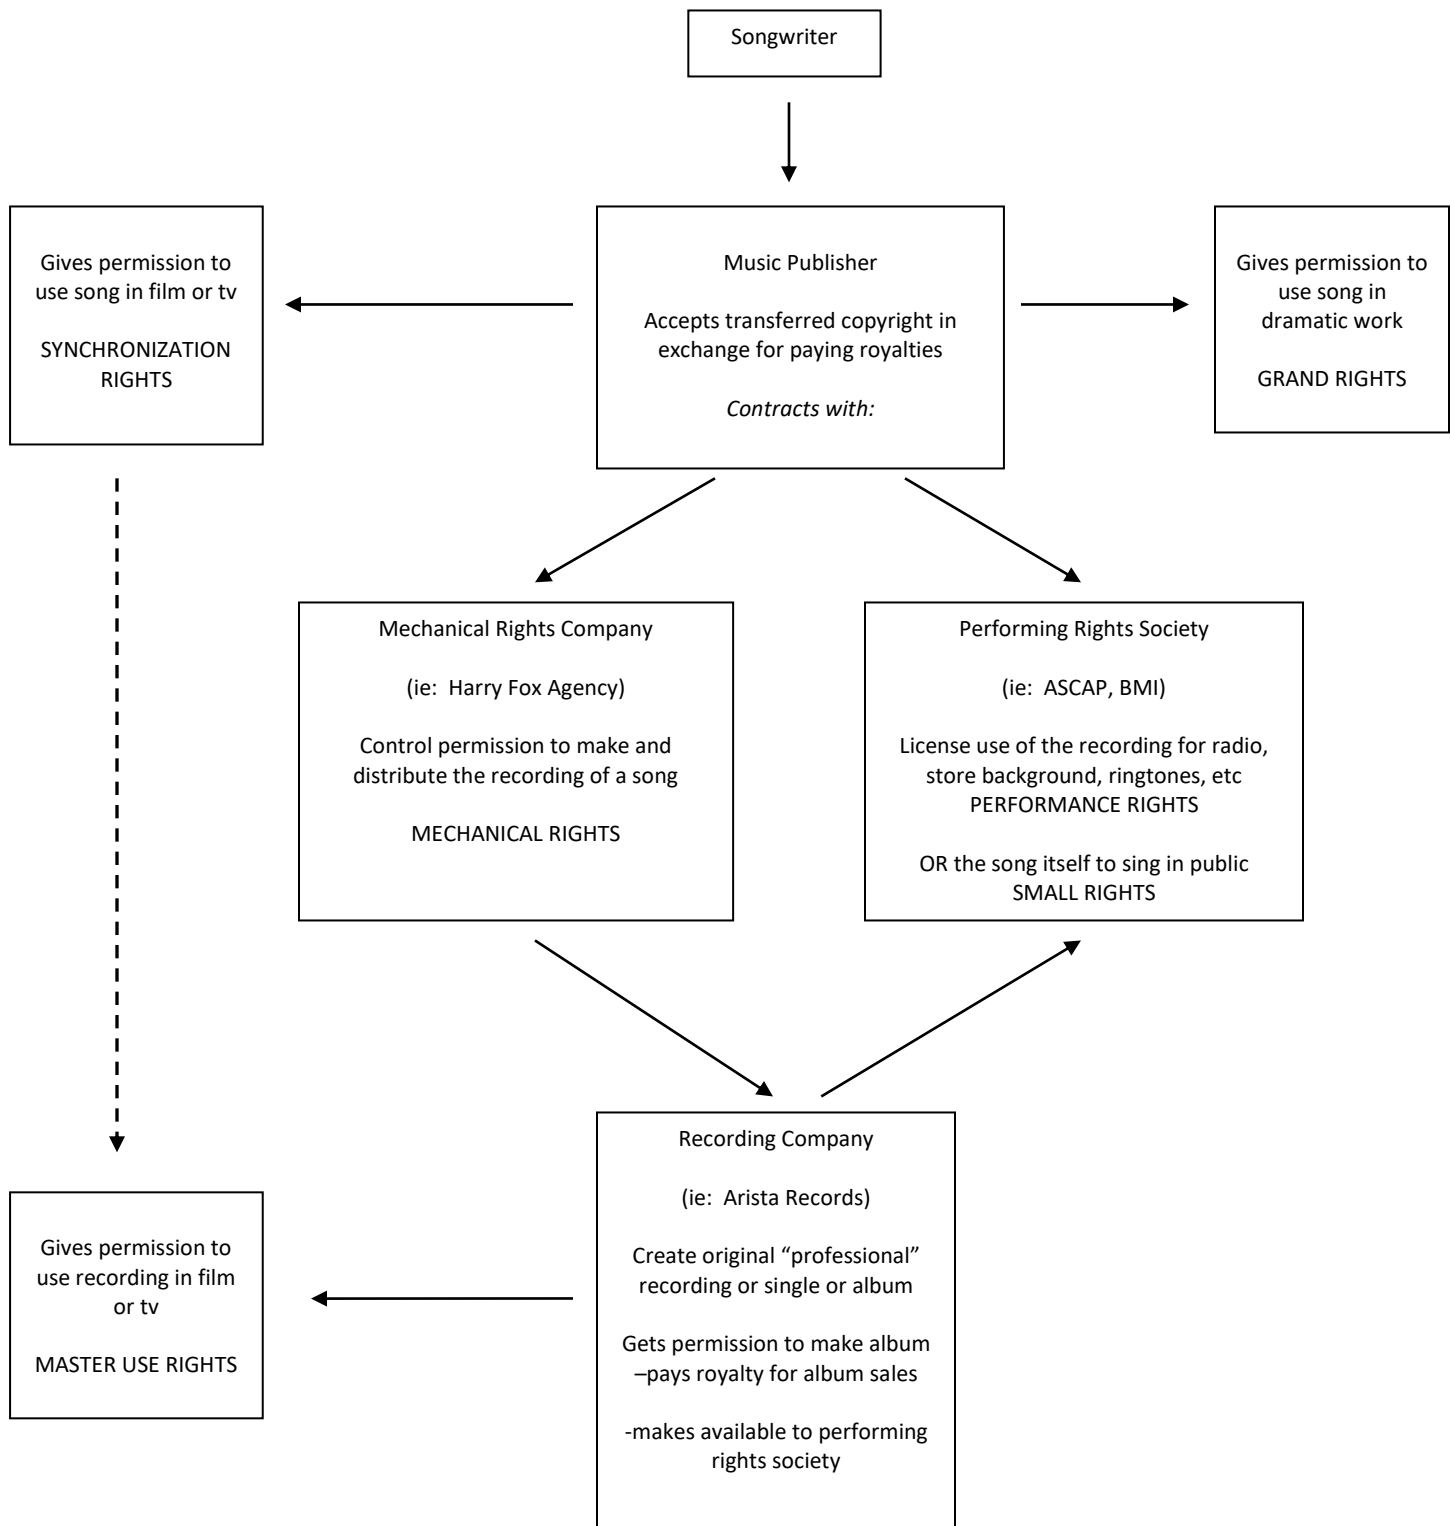 Songwriter
Gives permission to
use song in film or tv
SYNCHRONIZATION
RIGHTS
Music Publisher
Accepts transferred copyright in
exchange for paying royalties
Contracts with:
Gives permission to
use song in
dramatic work
GRAND RIGHTS
Mechanical Rights Company
(ie:  Harry Fox Agency)
Control permission to make and
distribute the recording of a song
MECHANICAL RIGHTS
Performing Rights Society
(ie:  ASCAP, BMI)
License use of the recording for radio,
store background, ringtones, etc
PERFORMANCE RIGHTS
OR the song itself to sing in public
SMALL RIGHTS
Gives permission to
use recording in film
or tv
MASTER USE RIGHTS
Recording Company
(ie:  Arista Records)
Create original “professional”
recording or single or album
Gets permission to make album
–pays royalty for album sales
-makes available to performing
rights society